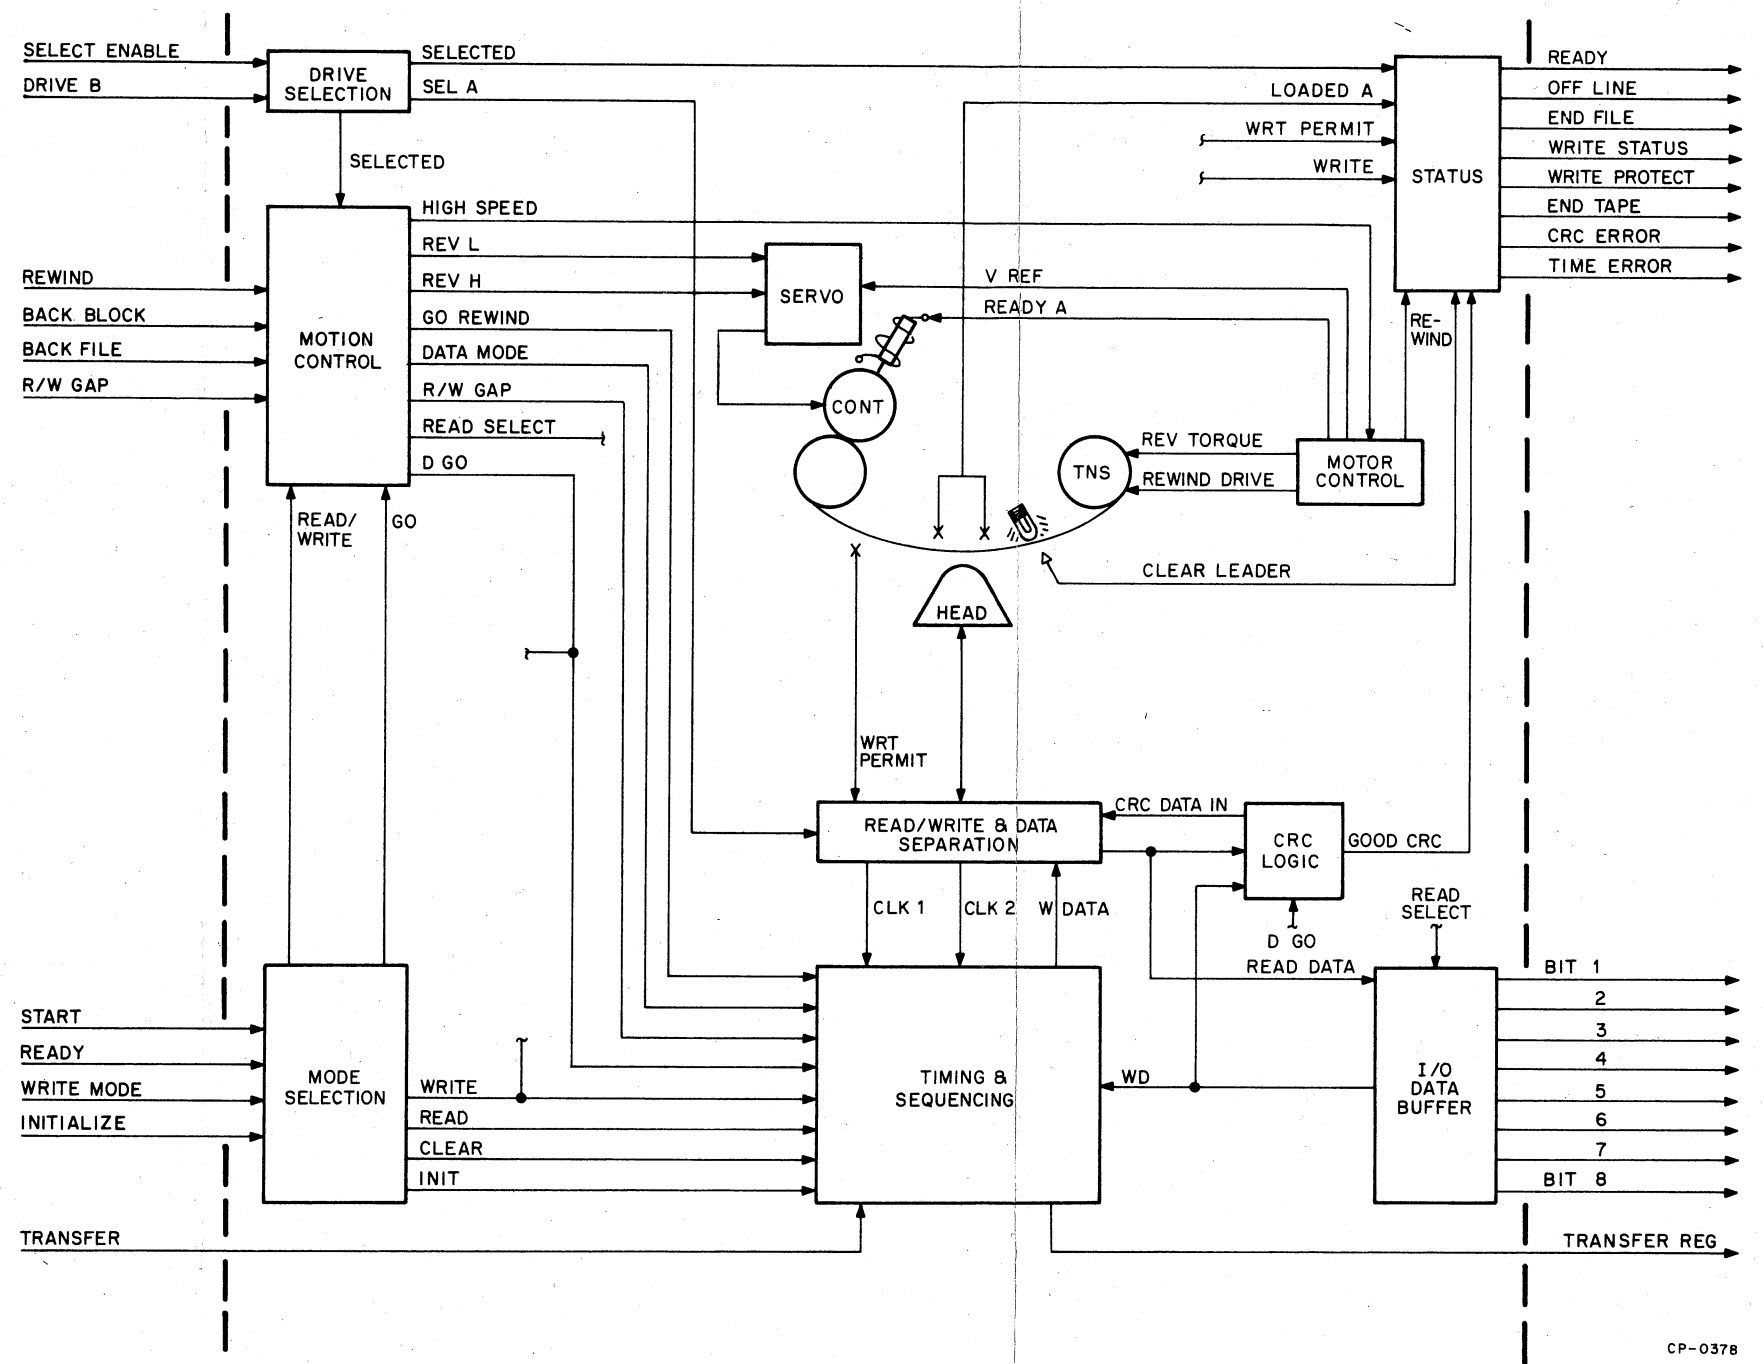 SELECT ENABLE
DRIVE B
DRIVE
SELECTION
SELECTED
SEL A
SELECTED
LOADED A
WRT PERMIT
WRITE
STATUS
READY
OFF LINE
END FILE
WRITE STATUS
WRITE PROTECT
END TAPE
CRC ERROR
TIME ERROR
REWIND
BACK BLOCK
BACK FILE
R/W GAP
MOTION
CONTROL
HIGH SPEED
REV L
REV H
GO REWIND
DATA MODE
R/W GAP
READ SELECT
D GO
SERVO
V REF
READY A
RE-
WIND
CONT
TNS
REV TORQUE
REWIND DRIVE
MOTOR
CONTROL
READ/
WRITE
GO
CLEAR LEADER
HEAD
WRT
PERMIT
READ/WRITE & DATA
SEPARATION
CRC DATA IN
CRC
LOGIC
GOOD CRC
CLK 1
CLK 2
W DATA
D GO
READ
SELECT
READ DATA
START
READY
WRITE MODE
INITIALIZE
MODE
SELECTION
WRITE
READ
CLEAR
INIT
TIMING &
SEQUENCING
WD
I/O
DATA
BUFFER
BIT 1
2
3
4
5
6
7
BIT 8
TRANSFER
TRANSFER REG
CP-0378